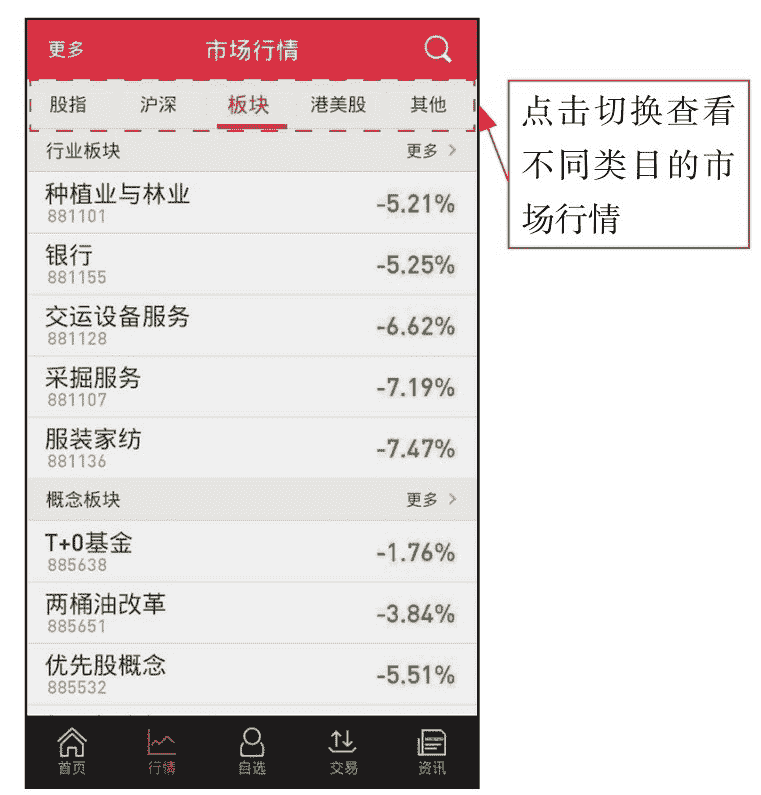 更多 市场行情
股指 沪深 板块 港美股 其他
点击切换查看
不同类目的市
场行情
行业板块 更多
种植业与林业 -5.21%
881101
银行 -5.25%
881155
交运设备服务 -6.62%
881128
采掘服务 -7.19%
881107
服装家纺 -7.47%
881136
概念板块 更多
T+0基金 -1.76%
885638
两桶油改革 -3.84%
885651
优先股概念 -5.51%
885532
首页 行情 自选 交易 资讯